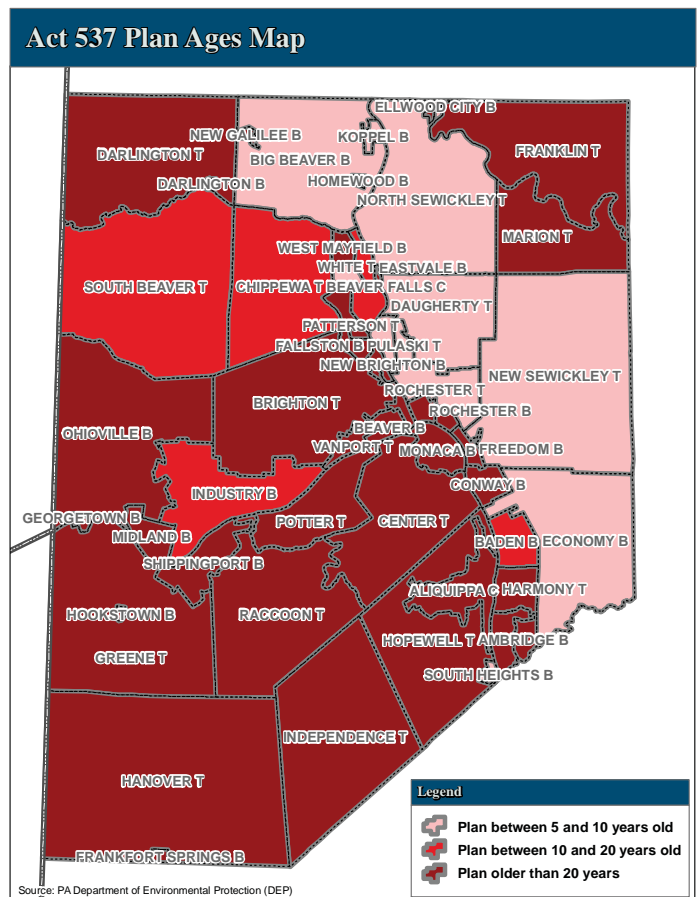 Act 537 Plan Ages Map
ELLWOOD CITY B
NEW GALILEE B
KOPPEL B
DARLINGTON T
BIG BEAVER B
FRANKLIN T
DARLINGTON B
HOMEWOOD B
NORTH SEWICKLEY T
MARION T
WEST MAYFIELD B
WHITE T
EASTVALE B
SOUTH BEAVER T
CHIPPEWA T
BEAVER FALLS C
DAUGHERTY T
PATTERSON T
FALLSTON B
PULASKI T
NEW BRIGHTON B
NEW SEWICKLEY T
ROCHESTER T
BRIGHTON T
ROCHESTER B
OHIOVILLE B
BEAVER B
VANPORT T
MONACA B
FREEDOM B
CONWAY B
INDUSTRY B
GEORGETOWN B
POTTER T
CENTER T
MIDLAND B
BADEN B
ECONOMY B
SHIPPINGPORT B
ALIQUIPPA C
HARMONY T
HOOKSTOWN B
RACCOON T
HOPEWELL T
AMBRIDGE B
GREENE T
SOUTH HEIGHTS B
INDEPENDENCE T
HANOVER T
FRANKFORT SPRINGS B
Legend
Plan between 5 and 10 years old
Plan between 10 and 20 years old
Plan older than 20 years
Source: PA Department of Environmental Protection (DEP)